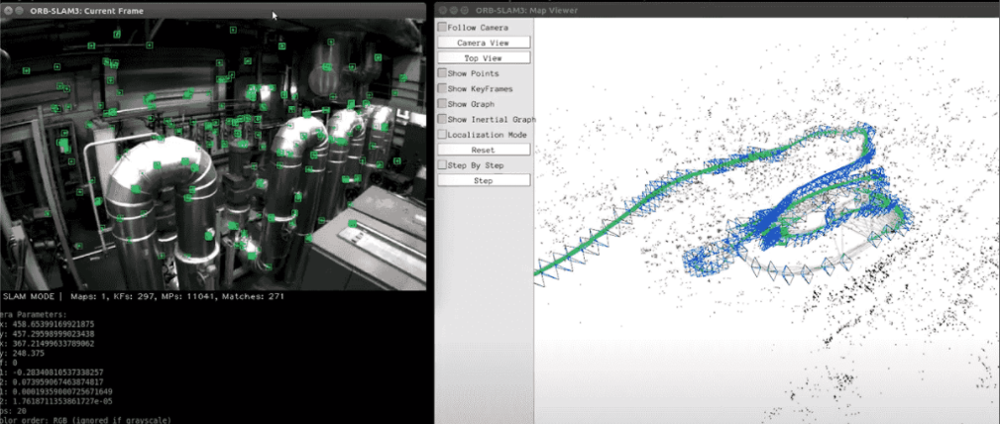 ORB-SLAM3: Current Frame
SLAM MODE | Maps: 1, KFs: 297, MPs: 11041, Matches: 271
era Parameters:
x: 458.65399169921875
y: 457.29598999023438
x: 367.21499633789062
y: 248.375
f: 0
1: -0.28340810537338257
2: 0.073959067463874817
1: 0.00019359300725671649
2: 1.7618711353861727e-05
ps: 20
olor order: RGB (ignored if grayscale)
ORB-SLAM3: Map Viewer
Follow Camera
Camera View
Top View
Show Points
Show KeyFrames
Show Graph
Show Inertial Graph
Localization Mode
Reset
Step By Step
Step